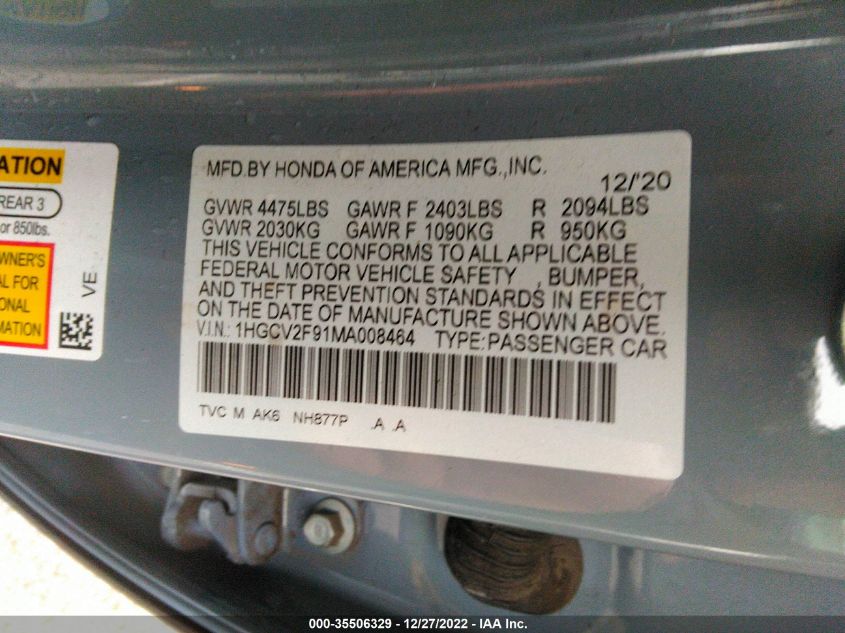 ATION
REAR 3
or 850lbs.
OWNER'S
AL FOR
IONAL
RMATION
VE
MFD.BY HONDA OF AMERICA MFG.,INC.
12/'20
GVWR 4475LBS GAWR F 2403LBS R 2094LBS
GVWR 2030KG GAWR F 1090KG R 950KG
THIS VEHICLE CONFORMS TO ALL APPLICABLE
FEDERAL MOTOR VEHICLE SAFETY , BUMPER,
AND THEFT PREVENTION STANDARDS IN EFFECT
ON THE DATE OF MANUFACTURE SHOWN ABOVE.
V.I.N.: 1HGCV2F91MA008464 TYPE:PASSENGER CAR
TVC M AK6 NH877P .A .A
000-35506329 - 12/27/2022 - IAA Inc.